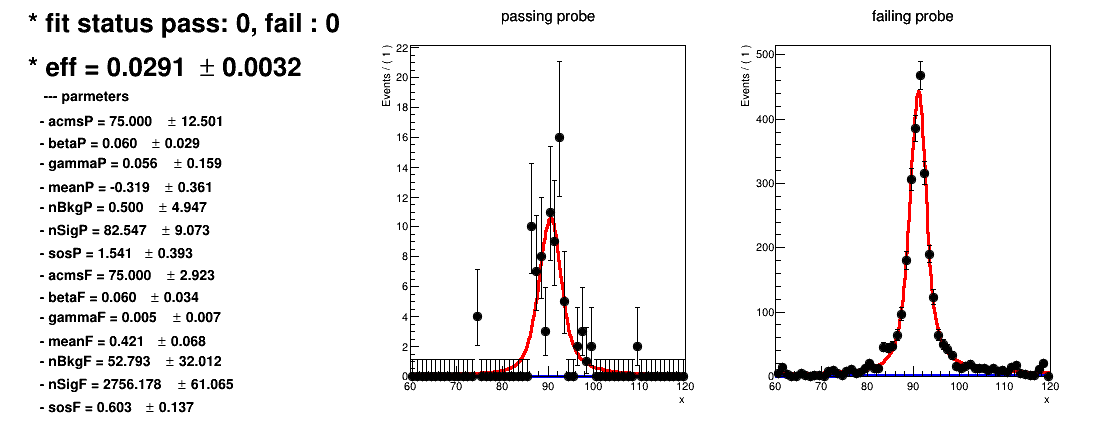 * fit status pass: 0, fail : 0
* eff = 0.0291 ± 0.0032
--- parmeters
- acmsP = 75.000 ± 12.501
- betaP = 0.060 ± 0.029
- gammaP = 0.056 ± 0.159
- meanP = -0.319 ± 0.361
- nBkgP = 0.500 ± 4.947
- nSigP = 82.547 ± 9.073
- sosP = 1.541 ± 0.393
- acmsF = 75.000 ± 2.923
- betaF = 0.060 ± 0.034
- gammaF = 0.005 ± 0.007
- meanF = 0.421 ± 0.068
- nBkgF = 52.793 ± 32.012
- nSigF = 2756.178 ± 61.065
- sosF = 0.603 ± 0.137
passing probe
Events / ( 1 )
22
20
18
16
14
12
10
8
6
4
2
0
60 70 80 90 100 110 120
x
failing probe
Events / ( 1 )
500
400
300
200
100
0
60 70 80 90 100 110 120
x